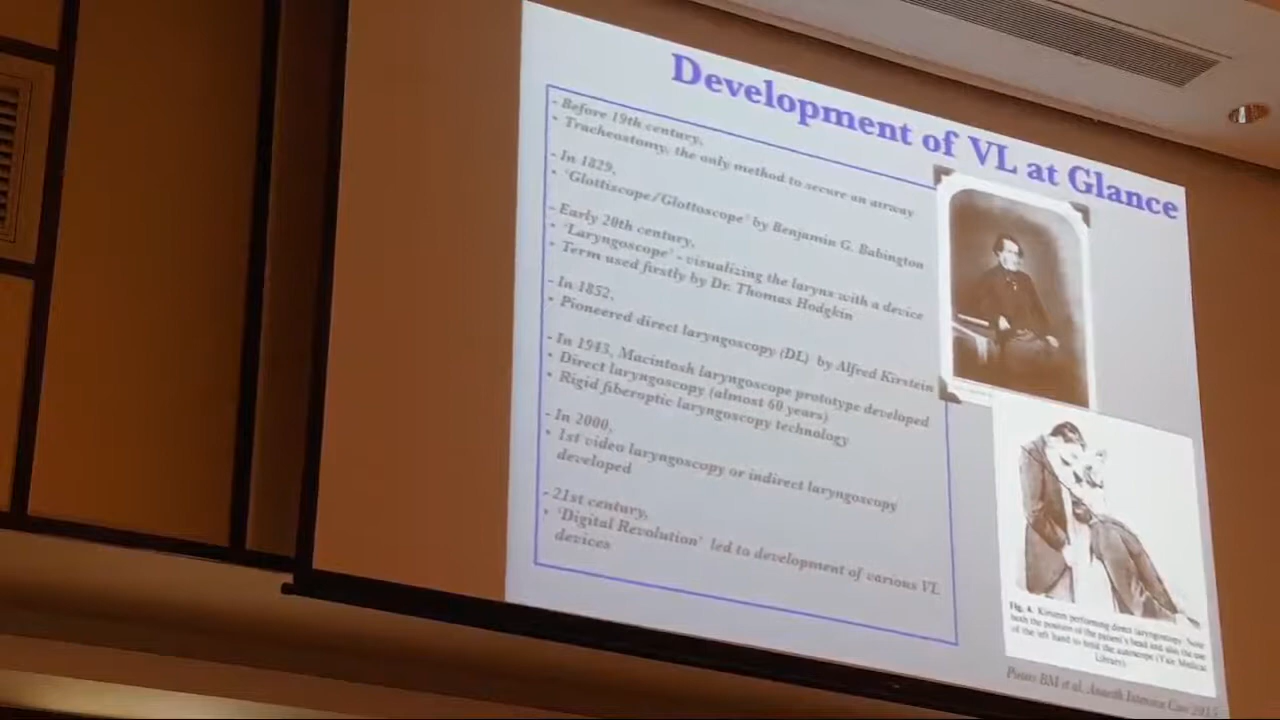 Development of VL at Glance
- Before 19th century,
• Tracheostomy, the only method to secure an airway
- In 1829,
• 'Glottiscope/Glottoscope' by Benjamin G. Babington
- Early 20th century,
• 'Laryngoscope' - visualizing the larynx with a device
• Term used firstly by Dr. Thomas Hodgkin
- In 1852,
• Pioneered direct laryngoscopy (DL) by Alfred Kirstein
- In 1943, Macintosh laryngoscope prototype developed
• Direct laryngoscopy (almost 60 years)
• Rigid fiberoptic laryngoscopy technology
- In 2000,
• 1st video laryngoscopy or indirect laryngoscopy
developed
- 21st century,
• 'Digital Revolution' led to development of various VL
devices
Fig. 4. Kirstein performing direct laryngoscopy. Note
both the position of the patient's head and also the use
of the left hand to hold the autoscope (Yale Medical
Library).
BM et al. Anaesth Intensive Care 2015